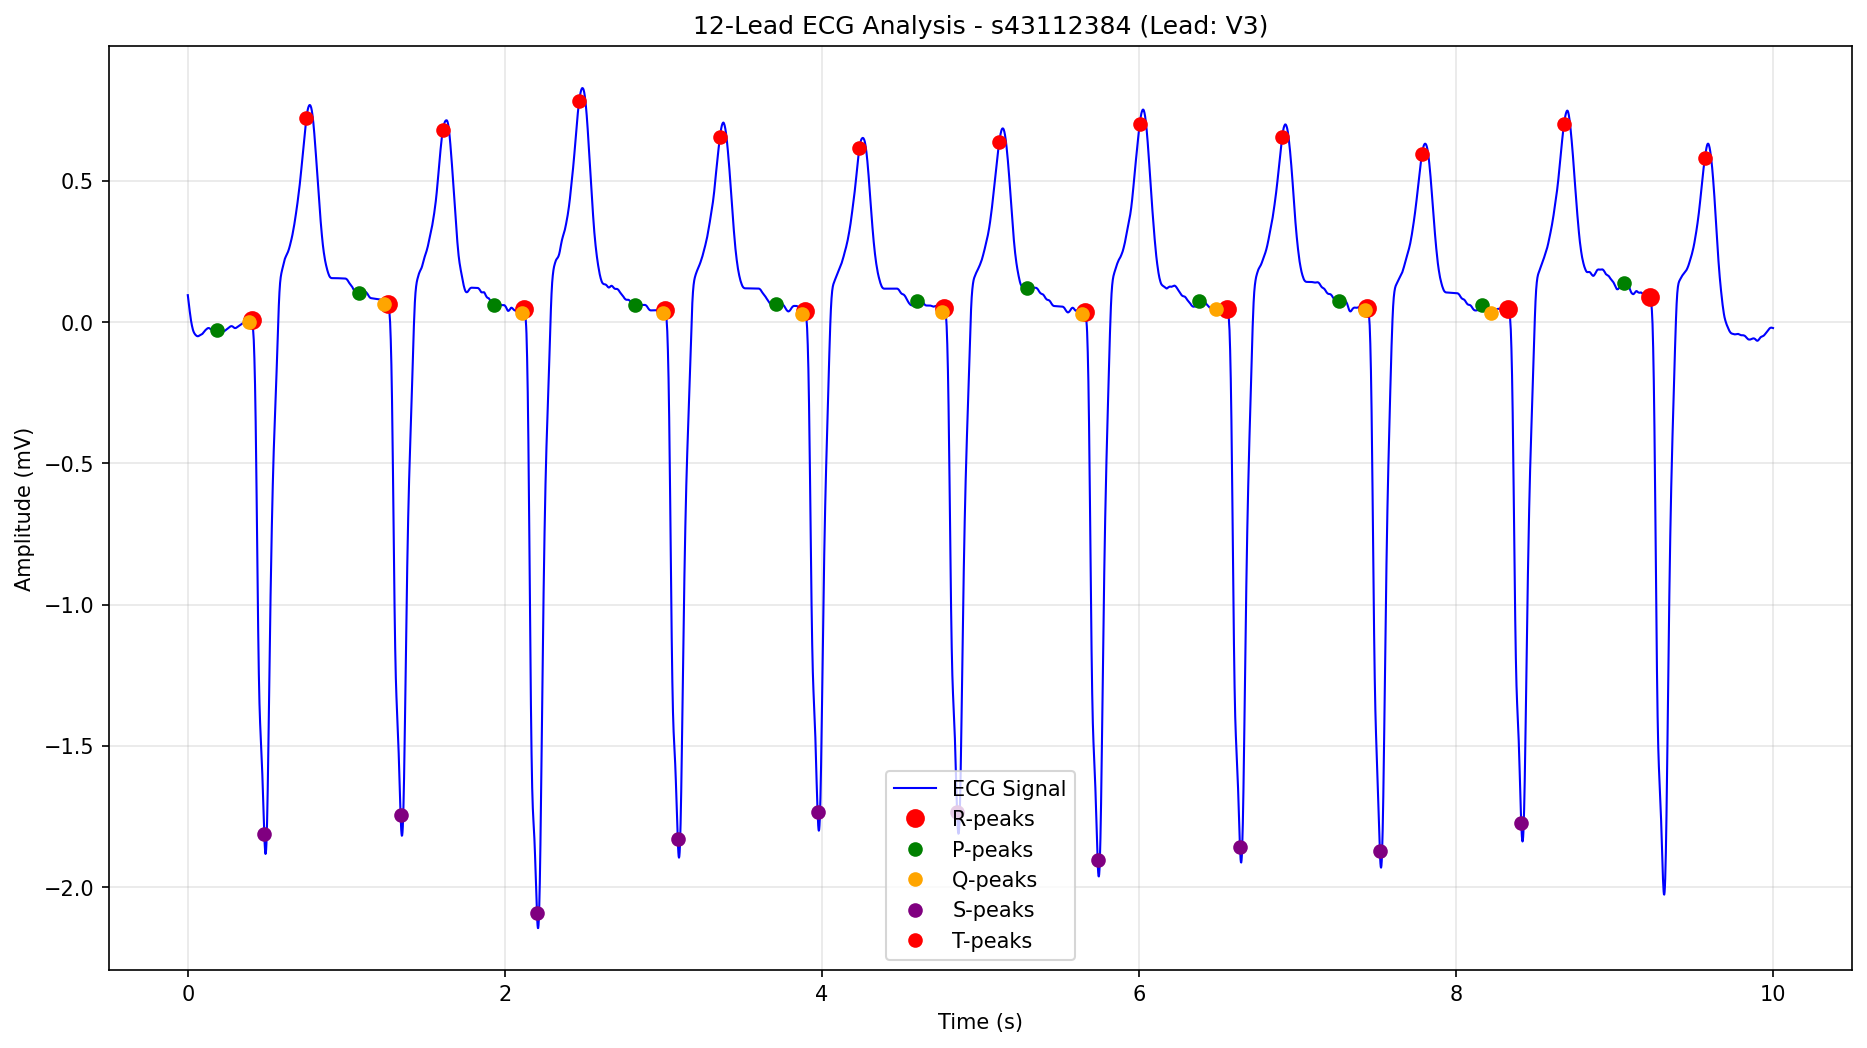 12-Lead ECG Analysis - s43112384 (Lead: V3)
Amplitude (mV)
0.5
0.0
−0.5
−1.0
−1.5
−2.0
ECG Signal
R-peaks
P-peaks
Q-peaks
S-peaks
T-peaks
0 2 4 6 8 10
Time (s)